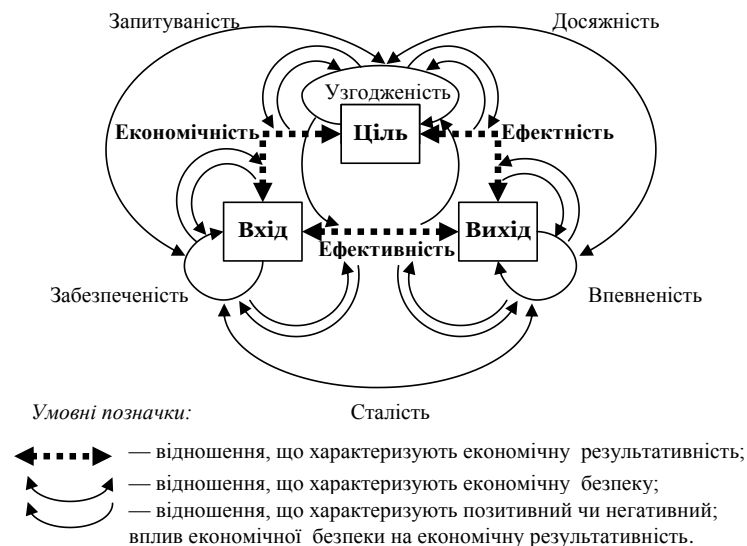 Запитуваність
Досяжність
Узгодженість
Економічність
Ціль
Ефектність
Вхід
Вихід
Ефективність
Забезпеченість
Впевненість
Умовні позначки:
Сталість
— відношення, що характеризують економічну результативність;
— відношення, що характеризують економічну безпеку;
— відношення, що характеризують позитивний чи негативний;
вплив економічної безпеки на економічну результативність.